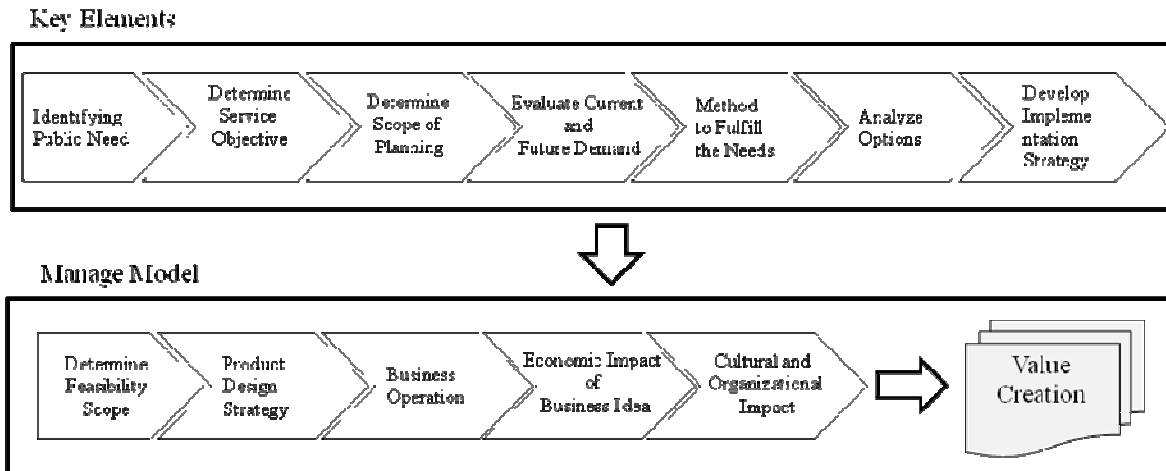 Key Elements
Identifying
Public Need
Determine
Service
Objective
Determine
Scope of
Planning
Evaluate Current
and
Future Demand
Method
to Fulfill
the Needs
Analyze
Options
Develop
Impleme
ntation
Strategy
Manage Model
Determine
Feasibility
Scope
Product
Design
Strategy
Business
Operation
Economic Impact
of
Business Idea
Cultural and
Organizational
Impact
Value
Creation